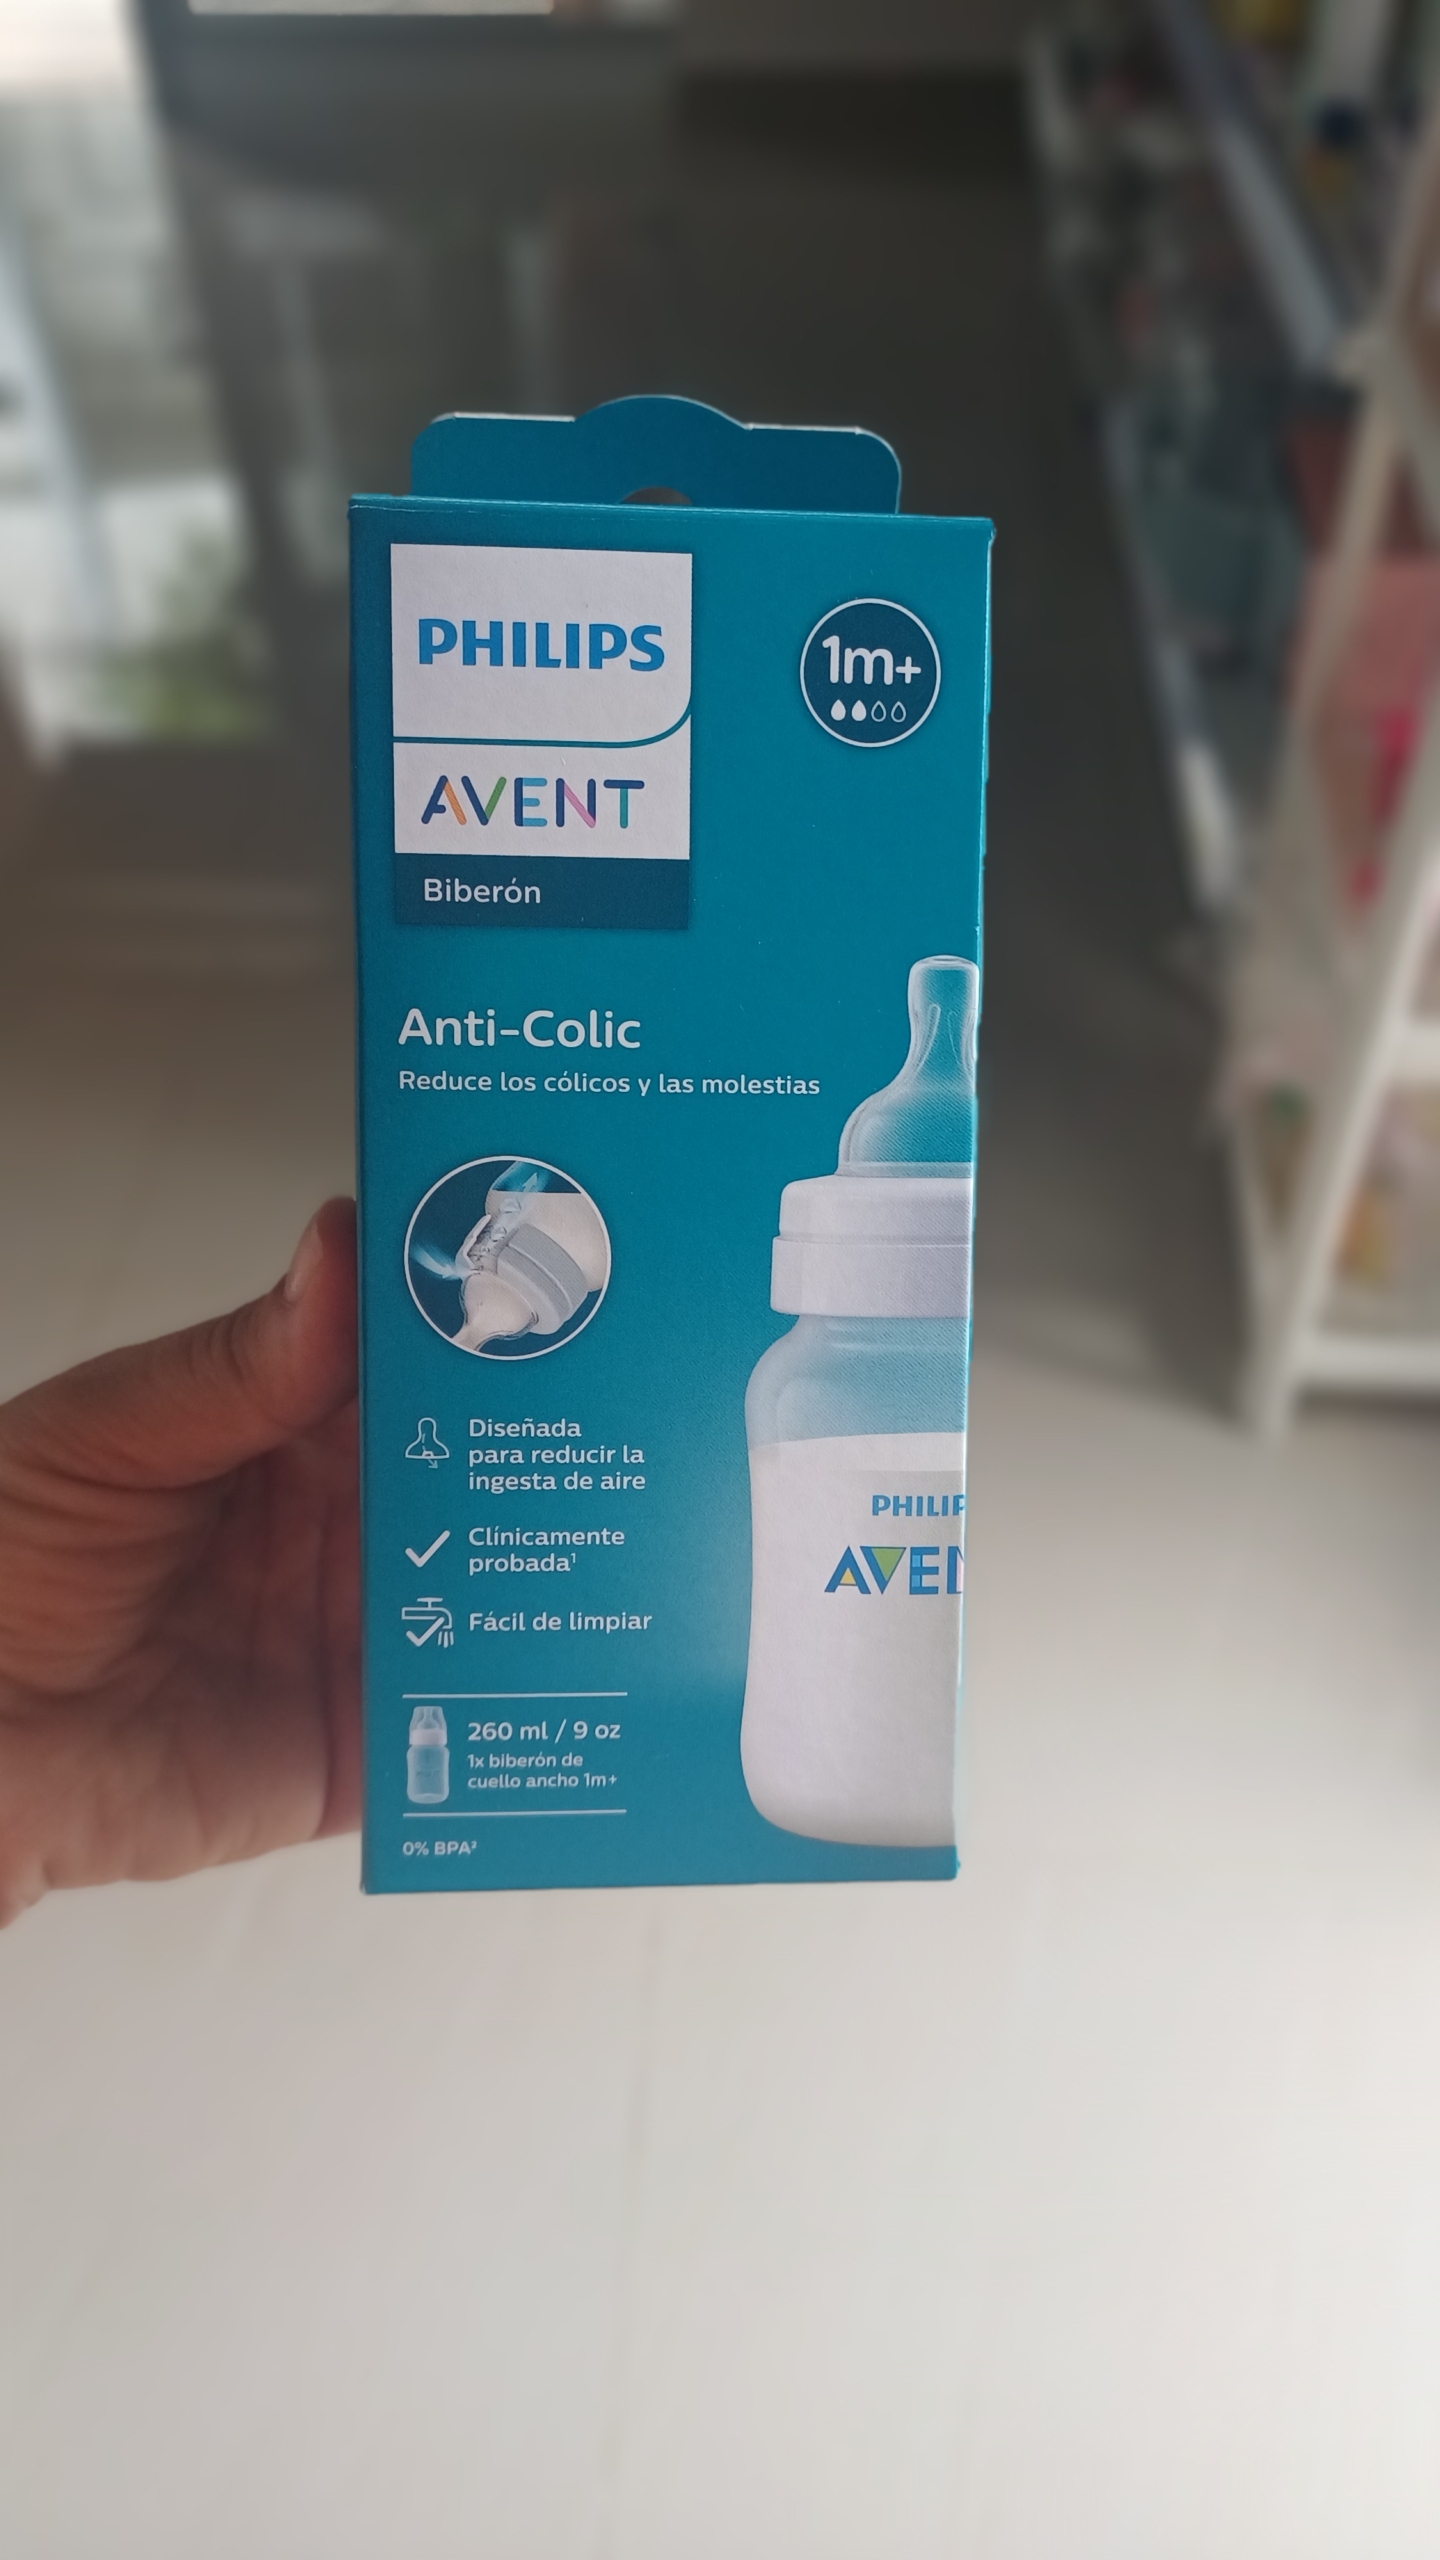 PHILIPS
AVENT
Biberón
1m+
Anti-Colic
Reduce los cólicos y las molestias
Diseñada
para reducir la
ingesta de aire
Clínicamente
probada¹
Fácil de limpiar
260 ml / 9 oz
1x biberón de
cuello ancho 1m+
0% BPA²
PHILIP
AVEN